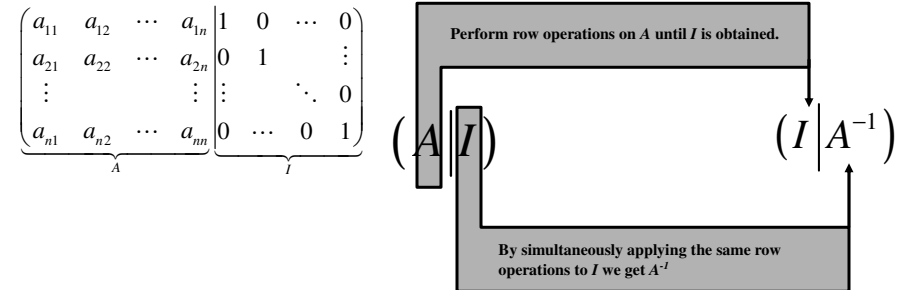 a₁₁ a₁₂ ⋯ a₁ₙ | 1 0 ⋯ 0
a₂₁ a₂₂ ⋯ a₂ₙ | 0 1 ⋮
⋮ ⋮ | ⋮ ⋱ 0
aₙ₁ aₙ₂ ⋯ aₙₙ | 0 ⋯ 0 1
A I
Perform row operations on A until I is obtained.
(A|I) (I|A⁻¹)
By simultaneously applying the same row
operations to I we get A⁻¹